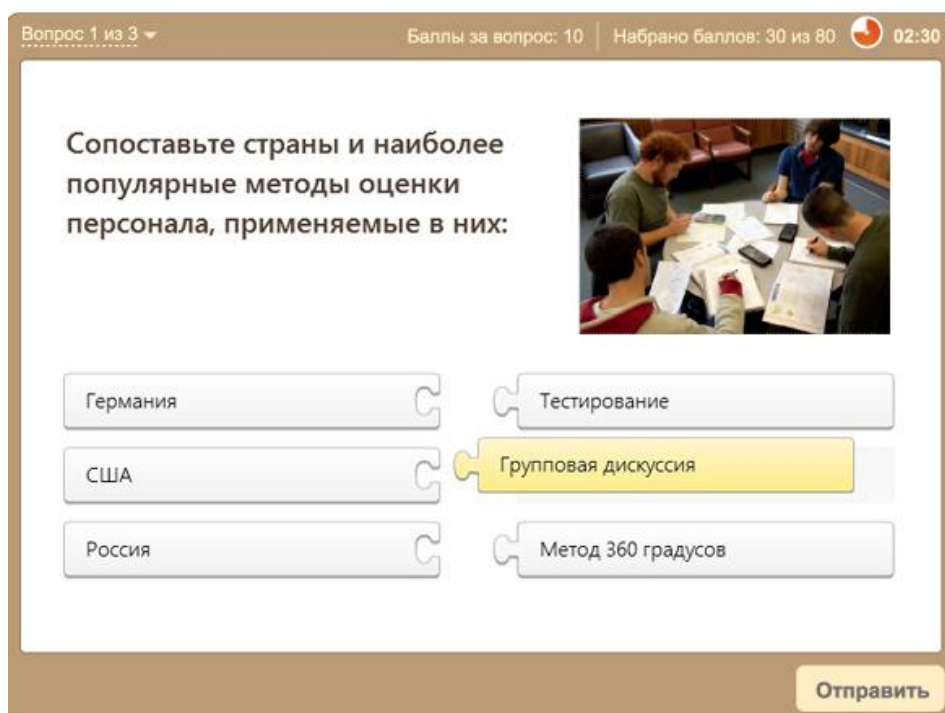 Вопрос 1 из 3
Баллы за вопрос: 10
Набрано баллов: 30 из 80
02:30
Сопоставьте страны и наиболее
популярные методы оценки
персонала, применяемые в них:
Германия
Тестирование
США
Групповая дискуссия
Россия
Метод 360 градусов
Отправить